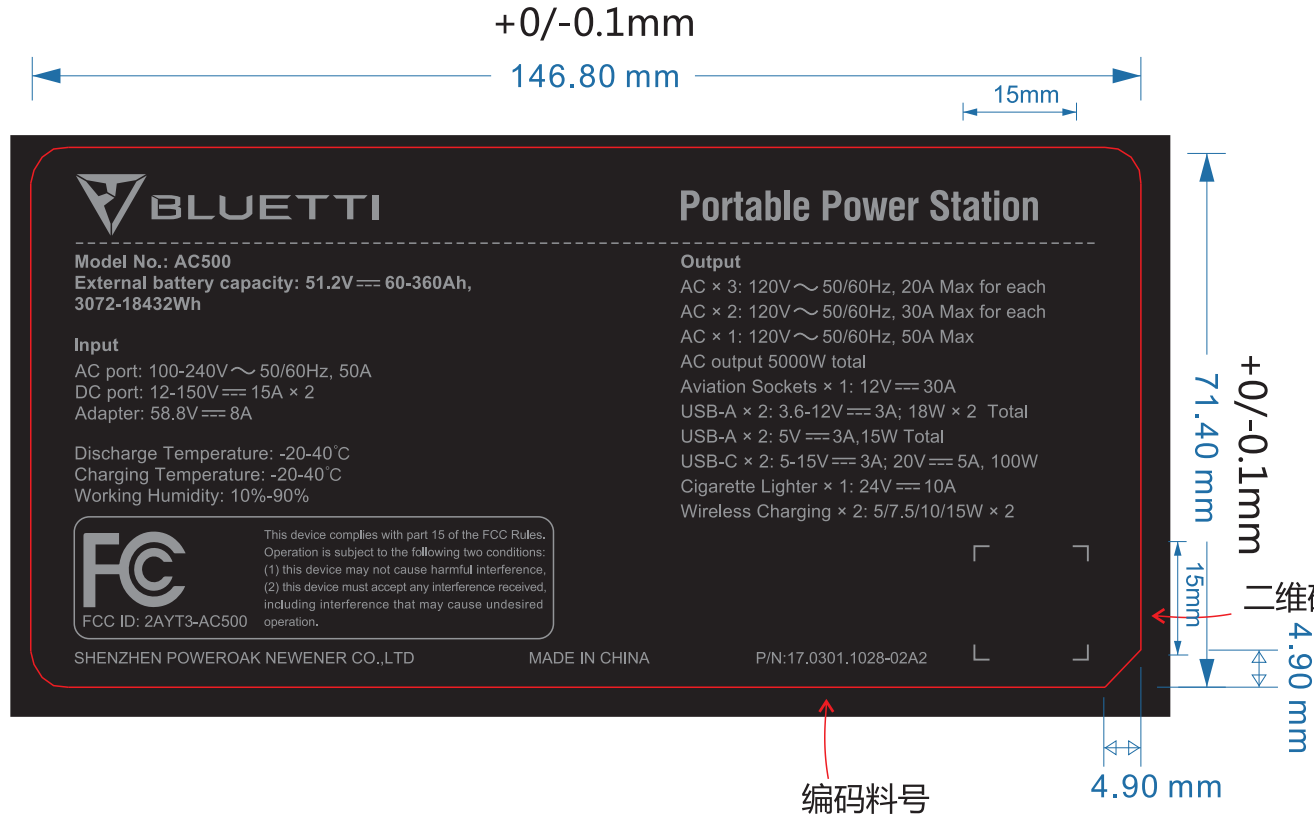 +0/-0.1mm
146.80 mm
15mm
BLUETTI
Portable Power Station
Model No.: AC500
External battery capacity: 51.2V⎓ 60-360Ah,
3072-18432Wh
Input
AC port: 100-240V～ 50/60Hz, 50A
DC port: 12-150V⎓ 15A × 2
Adapter: 58.8V⎓ 8A
Discharge Temperature: -20-40℃
Charging Temperature: -20-40℃
Working Humidity: 10%-90%
FC
FCC ID: 2AYT3-AC500
This device complies with part 15 of the FCC Rules.
Operation is subject to the following two conditions:
(1) this device may not cause harmful interference,
(2) this device must accept any interference received,
including interference that may cause undesired
operation.
SHENZHEN POWEROAK NEWENER CO.,LTD
MADE IN CHINA
P/N:17.0301.1028-02A2
Output
AC × 3: 120V～ 50/60Hz, 20A Max for each
AC × 2: 120V～ 50/60Hz, 30A Max for each
AC × 1: 120V～ 50/60Hz, 50A Max
AC output 5000W total
Aviation Sockets × 1: 12V⎓ 30A
USB-A × 2: 3.6-12V⎓ 3A; 18W × 2 Total
USB-A × 2: 5V⎓ 3A,15W Total
USB-C × 2: 5-15V⎓ 3A; 20V⎓ 5A, 100W
Cigarette Lighter × 1: 24V⎓ 10A
Wireless Charging × 2: 5/7.5/10/15W × 2
+0/-0.1mm
71.40 mm
15mm
二维码
4.90 mm
4.90 mm
编码料号